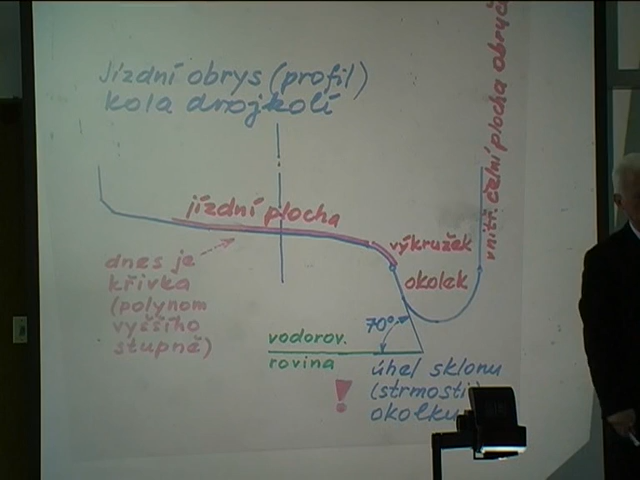 Jízdní obrys (profil)
kola dvojkolí
jízdní plocha
výkružek
okolek
vnitř. čelní plocha obruče
dnes je
křivka
(polynom
vyššího
stupně)
70°
vodorov.
rovina
úhel sklonu
(strmosti)
okolku
!